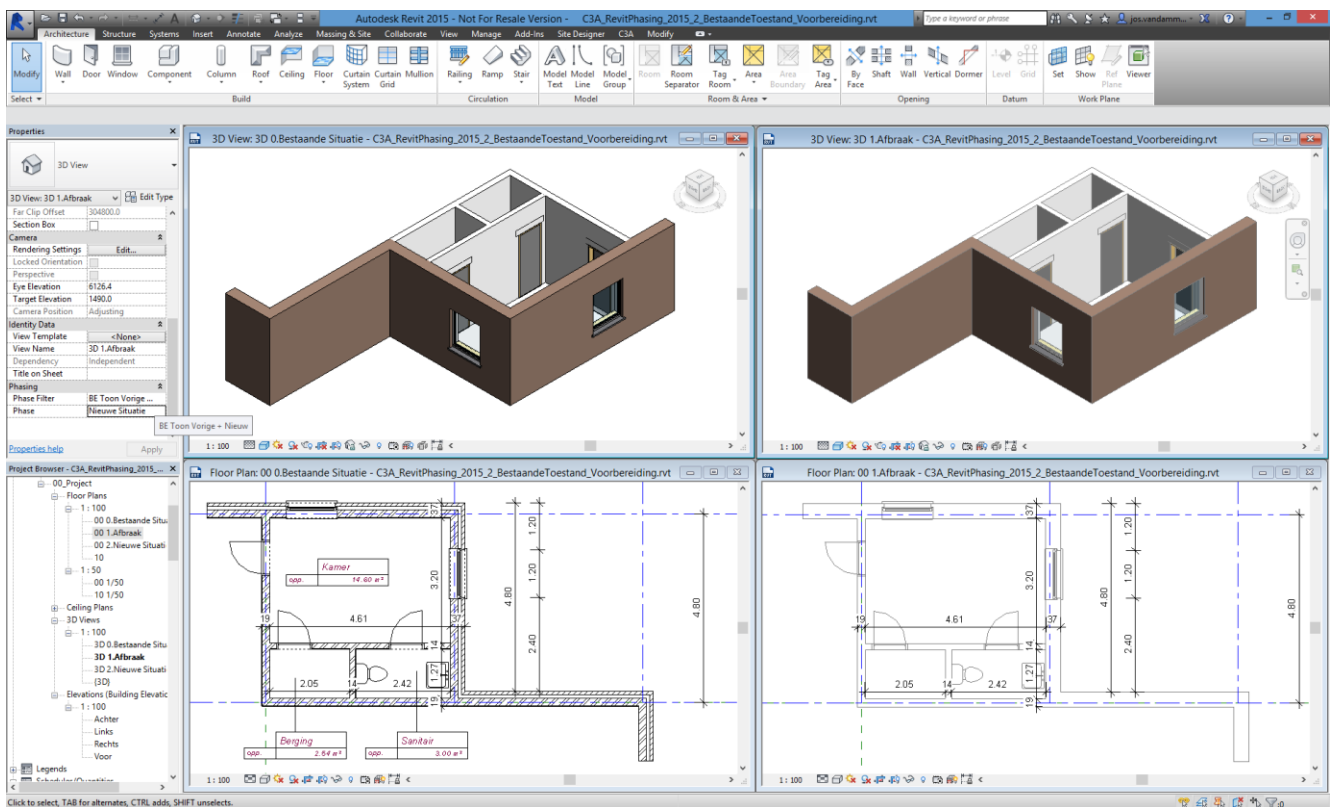 Autodesk Revit 2015 - Not For Resale Version - C3A_RevitPhasing_2015_2_BestaandeToestand_Voorbereiding.rvt
Type a keyword or phrase
jos.vandamm...
Architecture Structure Systems Insert Annotate Analyze Massing & Site Collaborate View Manage Add-Ins Site Designer C3A Modify
Modify Wall Door Window Component Column Roof Ceiling Floor Curtain System Curtain Grid Mullion Railing Ramp Stair Model Text Model Line Model Group Room Room Separator Tag Room Area Area Boundary Tag Area By Face Shaft Wall Vertical Dormer Level Grid Set Show Ref Plane Viewer
Select Build Circulation Model Room & Area Opening Datum Work Plane
Properties
3D View
3D View: 3D 1.Afbraak Edit Type
Far Clip Offset 304800.0
Section Box
Camera
Rendering Settings Edit...
Locked Orientation
Perspective
Eye Elevation 6126.4
Target Elevation 1490.0
Camera Position Adjusting
Identity Data
View Template <None>
View Name 3D 1.Afbraak
Dependency Independent
Title on Sheet
Phasing
Phase Filter BE Toon Vorige ...
Phase Nieuwe Situatie
BE Toon Vorige + Nieuw
Properties help Apply
Project Browser - C3A_RevitPhasing_2015_...
00_Project
Floor Plans
1 : 100
00 0.Bestaande Situa
00 1.Afbraak
00 2.Nieuwe Situati
10
1 : 50
00 1/50
10 1/50
Ceiling Plans
3D Views
1 : 100
3D 0.Bestaande Situ
3D 1.Afbraak
3D 2.Nieuwe Situati
{3D}
Elevations (Building Elevatic
1 : 100
Achter
Links
Rechts
Voor
Legends
Schedules/Quantities
3D View: 3D 0.Bestaande Situatie - C3A_RevitPhasing_2015_2_BestaandeToestand_Voorbereiding.rvt
1 : 100
3D View: 3D 1.Afbraak - C3A_RevitPhasing_2015_2_BestaandeToestand_Voorbereiding.rvt
1 : 100
Floor Plan: 00 0.Bestaande Situatie - C3A_RevitPhasing_2015_2_BestaandeToestand_Voorbereiding.rvt
37
1.20
Kamer
opp. 14.60 m²
3.20
1.20
4.80
4.80
19
4.61
37
14
2.40
2.05
14
2.42
1.27
19
Berging
opp. 2.54 m²
Sanitair
opp. 3.00 m²
1 : 100
Floor Plan: 00 1.Afbraak - C3A_RevitPhasing_2015_2_BestaandeToestand_Voorbereiding.rvt
37
1.20
3.20
1.20
4.80
4.80
19
4.61
37
14
2.40
2.05
14
2.42
1.27
19
1 : 100
Click to select, TAB for alternates, CTRL adds, SHIFT unselects.
:0